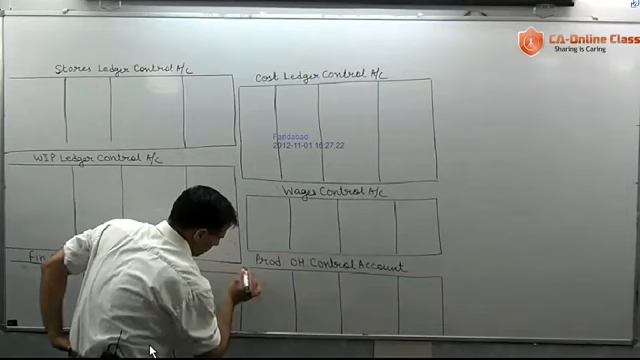 Stores Ledger Control A/c
Cost Ledger Control A/c
CA-Online Class
Sharing is Caring
Faridabad
2012-11-01 16:27:22
WIP Ledger Control A/c
Wages Control A/c
Fin
Prod OH Control Account